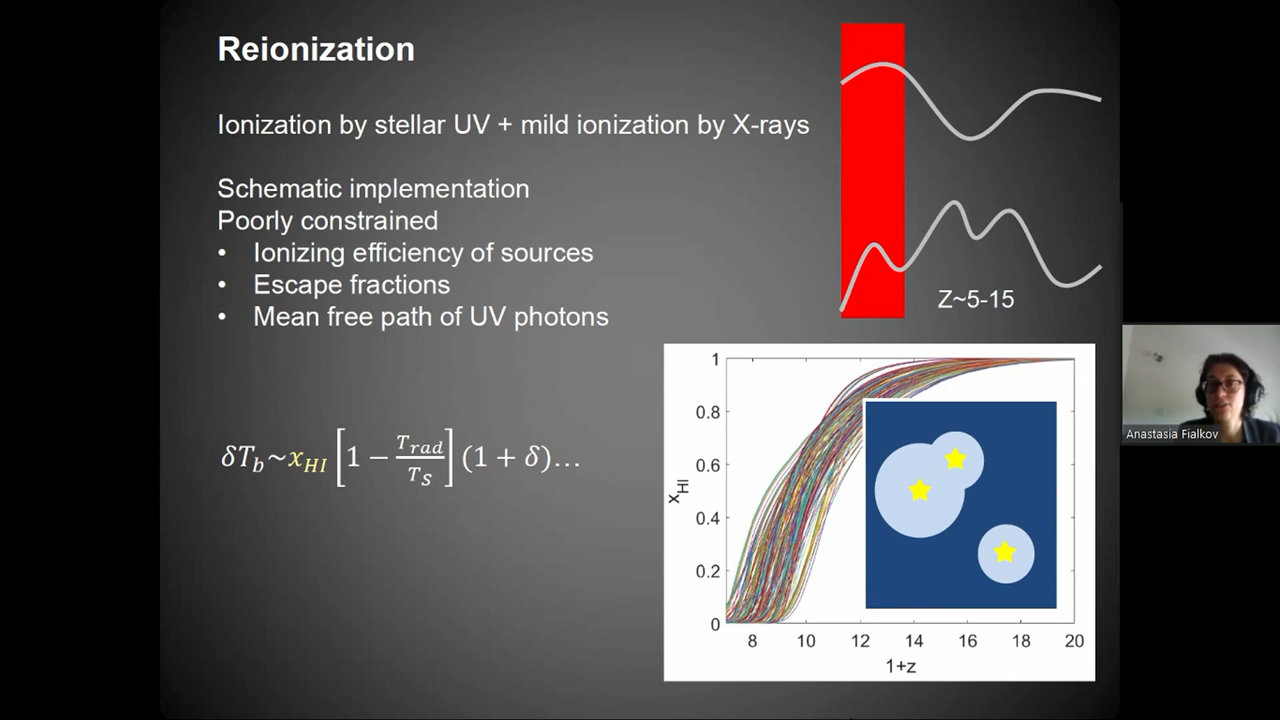 Reionization
Ionization by stellar UV + mild ionization by X-rays
Schematic implementation
Poorly constrained
• Ionizing efficiency of sources
• Escape fractions
• Mean free path of UV photons
δT_b~x_HI [1 − T_rad/T_S] (1 + δ)…
Z~5-15
1
0.8
0.6
0.4
0.2
0
x_HI
8 10 12 14 16 18 20
1+z
Anastasia Fialkov